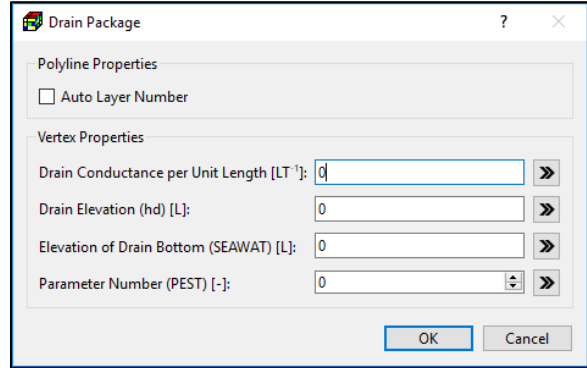 Drain Package
?
Polyline Properties
Auto Layer Number
Vertex Properties
Drain Conductance per Unit Length [LT⁻¹]: 0
Drain Elevation (hd) [L]: 0
Elevation of Drain Bottom (SEAWAT) [L]: 0
Parameter Number (PEST) [-]: 0
OK Cancel